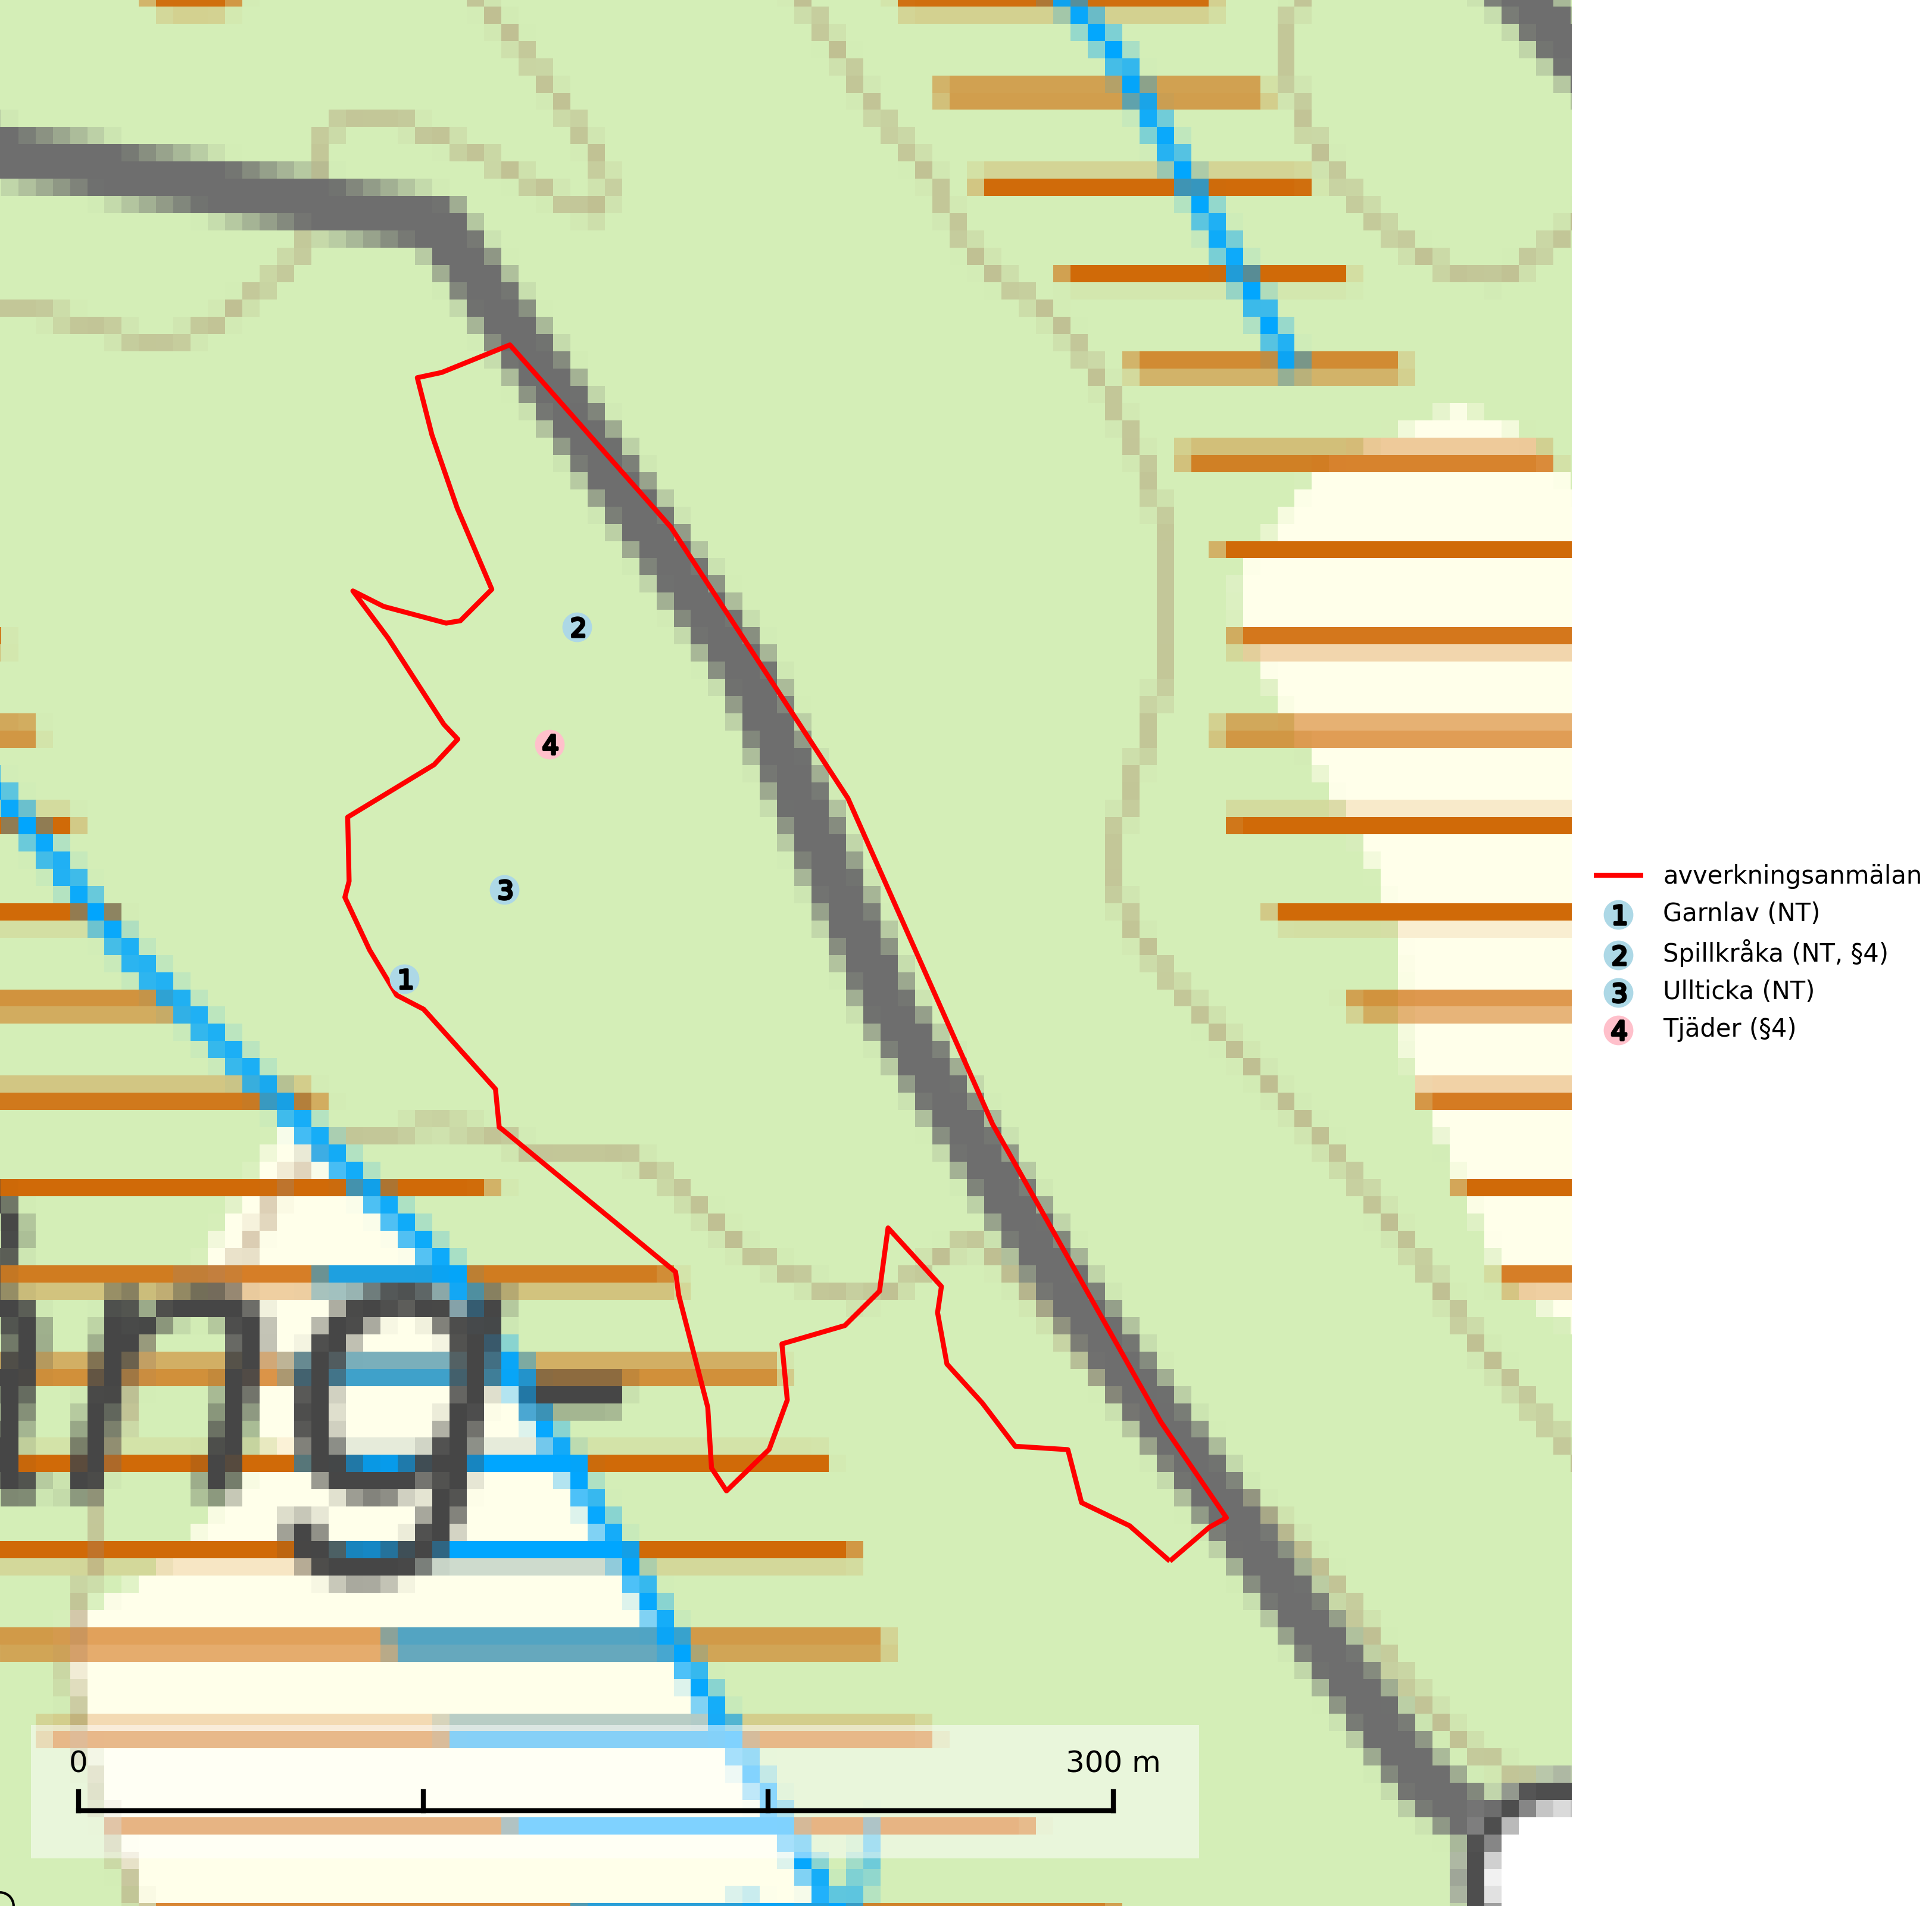 2
4
3
1
ng
0 300 m
avverkningsanmälan
1 Garnlav (NT)
2 Spillkråka (NT, §4)
3 Ullticka (NT)
4 Tjäder (§4)